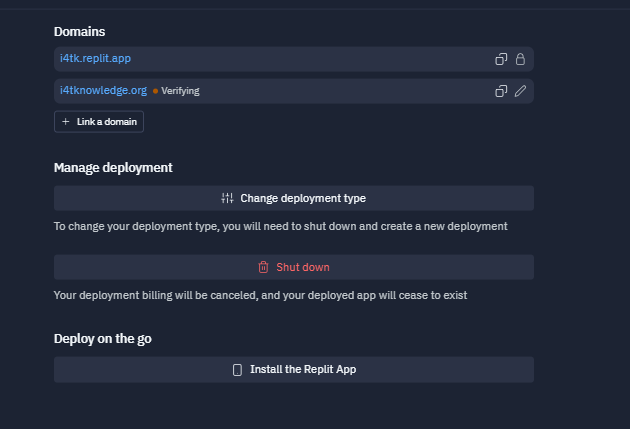 Domains
i4tk.replit.app
i4tknowledge.org Verifying
+ Link a domain
Manage deployment
Change deployment type
To change your deployment type, you will need to shut down and create a new deployment
Shut down
Your deployment billing will be canceled, and your deployed app will cease to exist
Deploy on the go
Install the Replit App